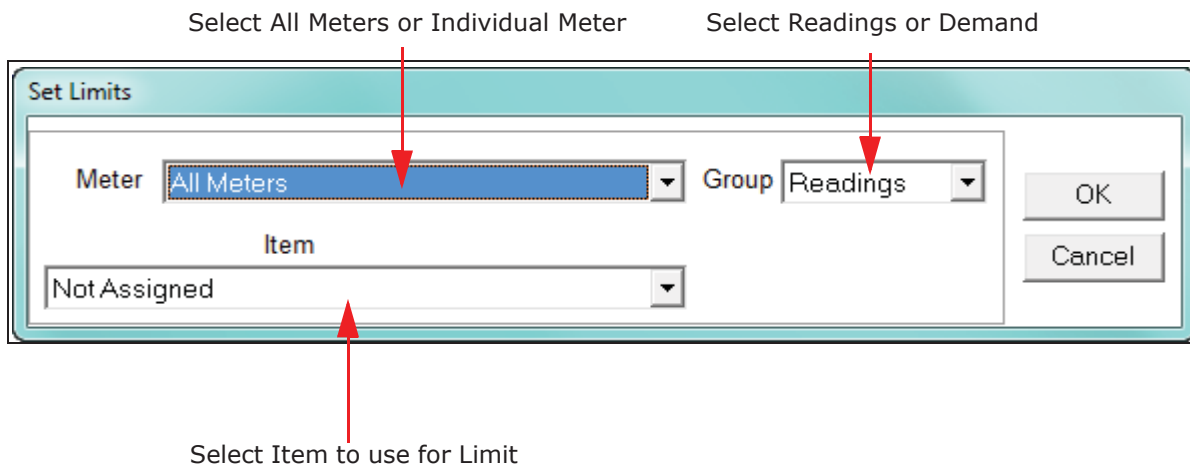 Select All Meters or Individual Meter
Select Readings or Demand
Set Limits
Meter
All Meters
Group
Readings
OK
Item
Cancel
Not Assigned
Select Item to use for Limit